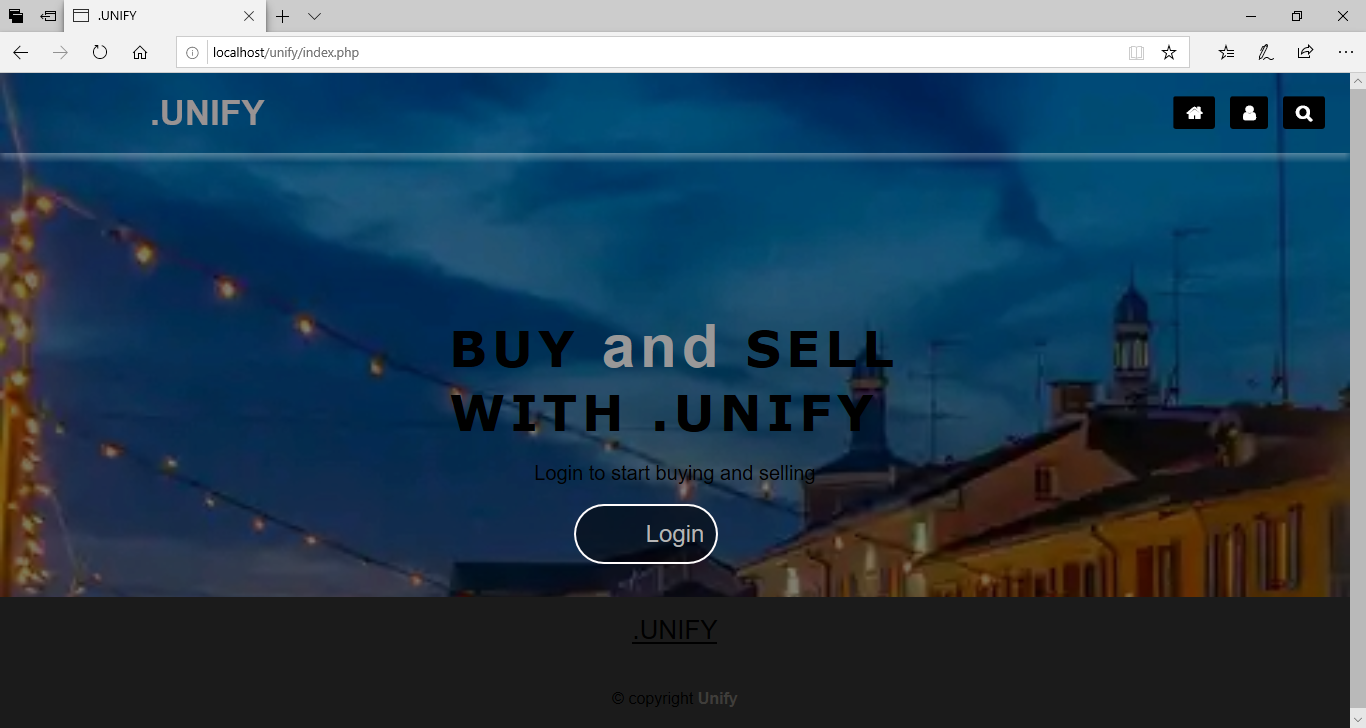 .UNIFY
localhost/unify/index.php
.UNIFY
BUY and SELL
WITH .UNIFY
Login to start buying and selling
Login
.UNIFY
© copyright Unify